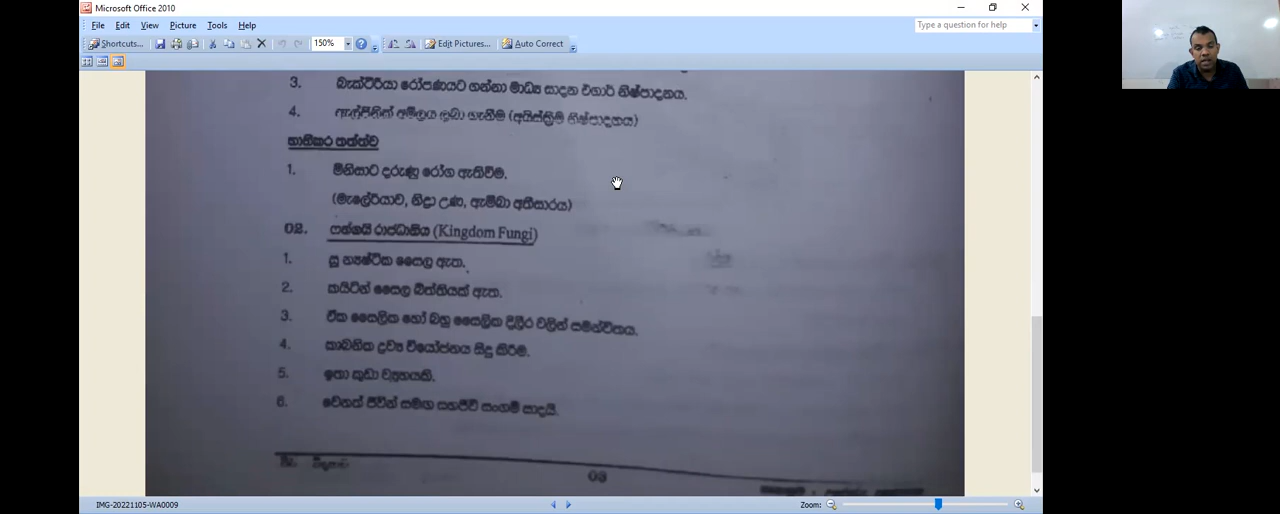 Microsoft Office 2010
File Edit View Picture Tools Help
Type a question for help
Shortcuts... 150% Edit Pictures... Auto Correct
3. බැක්ටීරියා රෝපණයට ගන්නා මාධ්‍ය සාදන ඒගාර් නිෂ්පාදනය.
4. ඇල්ජිනික් අම්ලය ලබා ගැනීම (අයිස්ක්‍රීම් නිෂ්පාදනය)
හානිකර තත්ත්ව
1. මිනිසාට දරුණු රෝග ඇතිවීම.
(මැලේරියාව, නිද්‍රා උණ, ඇමීබා අතීසාරය)
02. ෆන්ගයි රාජධානිය (Kingdom Fungi)
1. සූ න්‍යෂ්ටික සෛල ඇත.
2. කයිටින් සෛල බිත්තියක් ඇත.
3. ඒක සෛලික හෝ බහු සෛලික දිලීර වලින් සමන්විතය.
4. කාබනික ද්‍රව්‍ය වියෝජනය සිදු කිරීම.
5. ඉතා කුඩා ව්‍යුහයකි.
6. වෙනත් ජීවීන් සමඟ සහජීවී සංගම් සාදයි.
03
IMG-20221105-WA0009
Zoom: